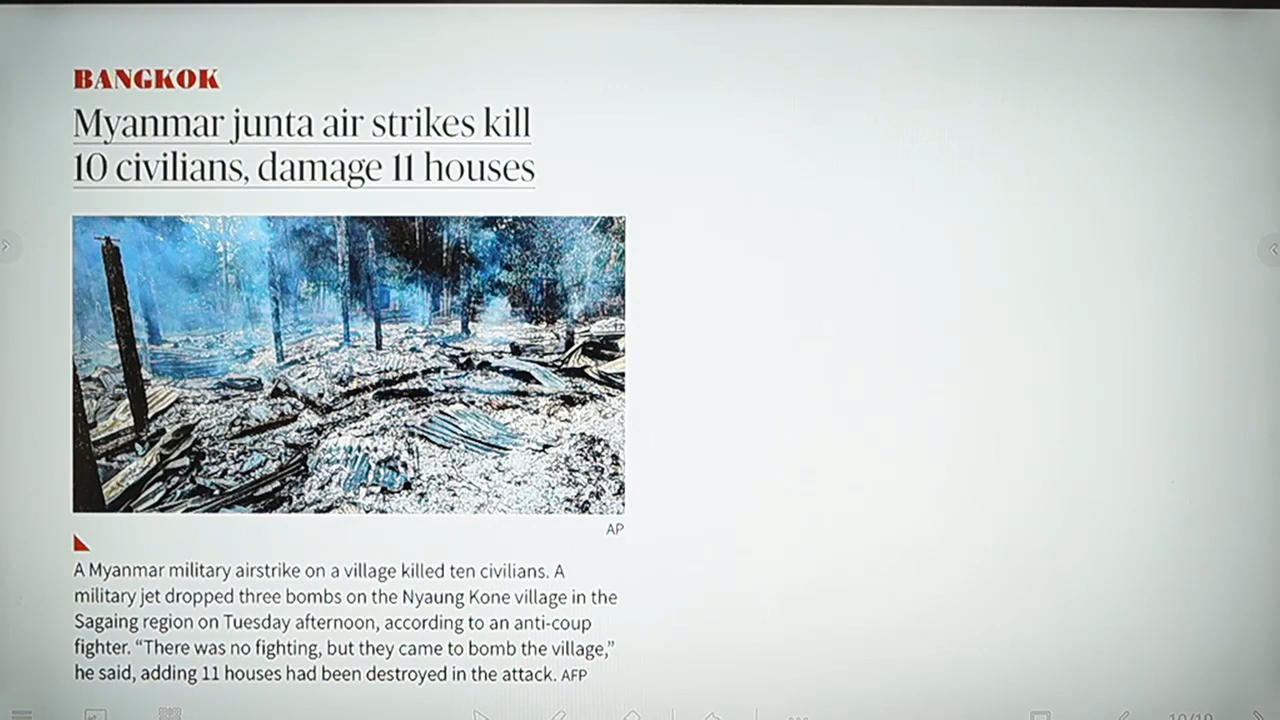 BANGKOK
Myanmar junta air strikes kill
10 civilians, damage 11 houses
AP
A Myanmar military airstrike on a village killed ten civilians. A
military jet dropped three bombs on the Nyaung Kone village in the
Sagaing region on Tuesday afternoon, according to an anti-coup
fighter. “There was no fighting, but they came to bomb the village,”
he said, adding 11 houses had been destroyed in the attack. AFP